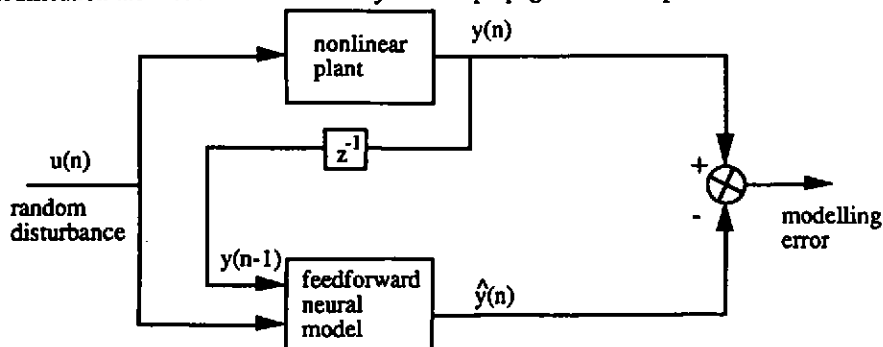 y(n)
nonlinear
plant
z⁻¹
u(n)
random
disturbance
+
-
modelling
error
y(n-1)
feedforward
neural
model
ŷ(n)